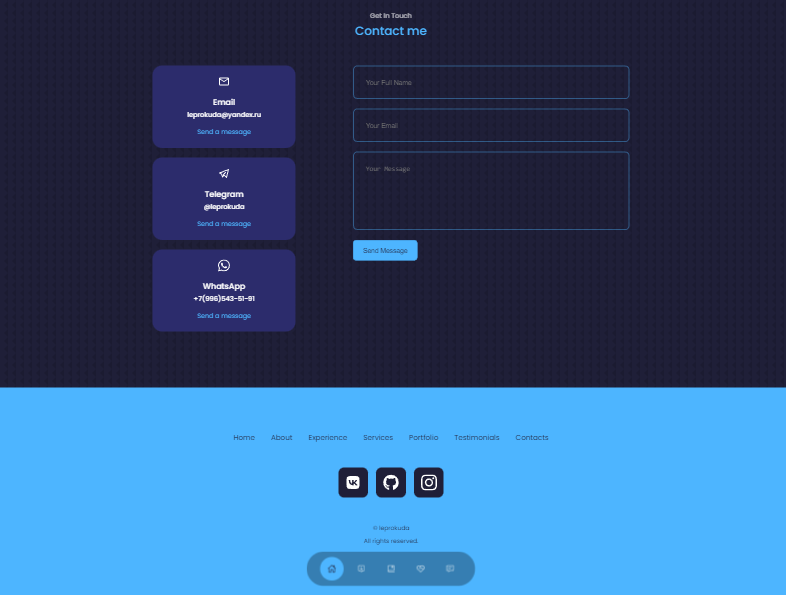 Get In Touch
Contact me
Email
leprokuda@yandex.ru
Send a message
Telegram
@leprokuda
Send a message
WhatsApp
+7(996)543-51-91
Send a message
Your Full Name
Your Email
Your Message
Send Message
Home About Experience Services Portfolio Testimonials Contacts
© leprokuda
All rights reserved.